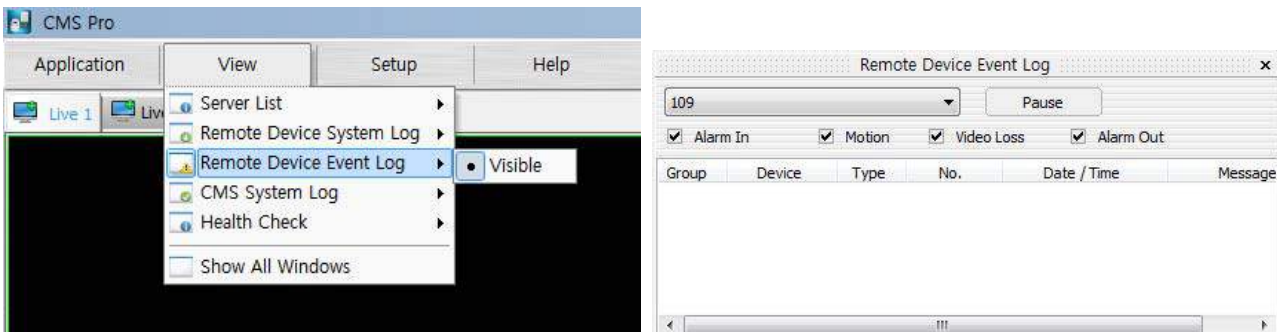 CMS Pro
Application View Setup Help
Live 1 Liv
Server List
Remote Device System Log
Remote Device Event Log
Visible
CMS System Log
Health Check
Show All Windows
Remote Device Event Log x
109 Pause
Alarm In Motion Video Loss Alarm Out
Group Device Type No. Date / Time Message